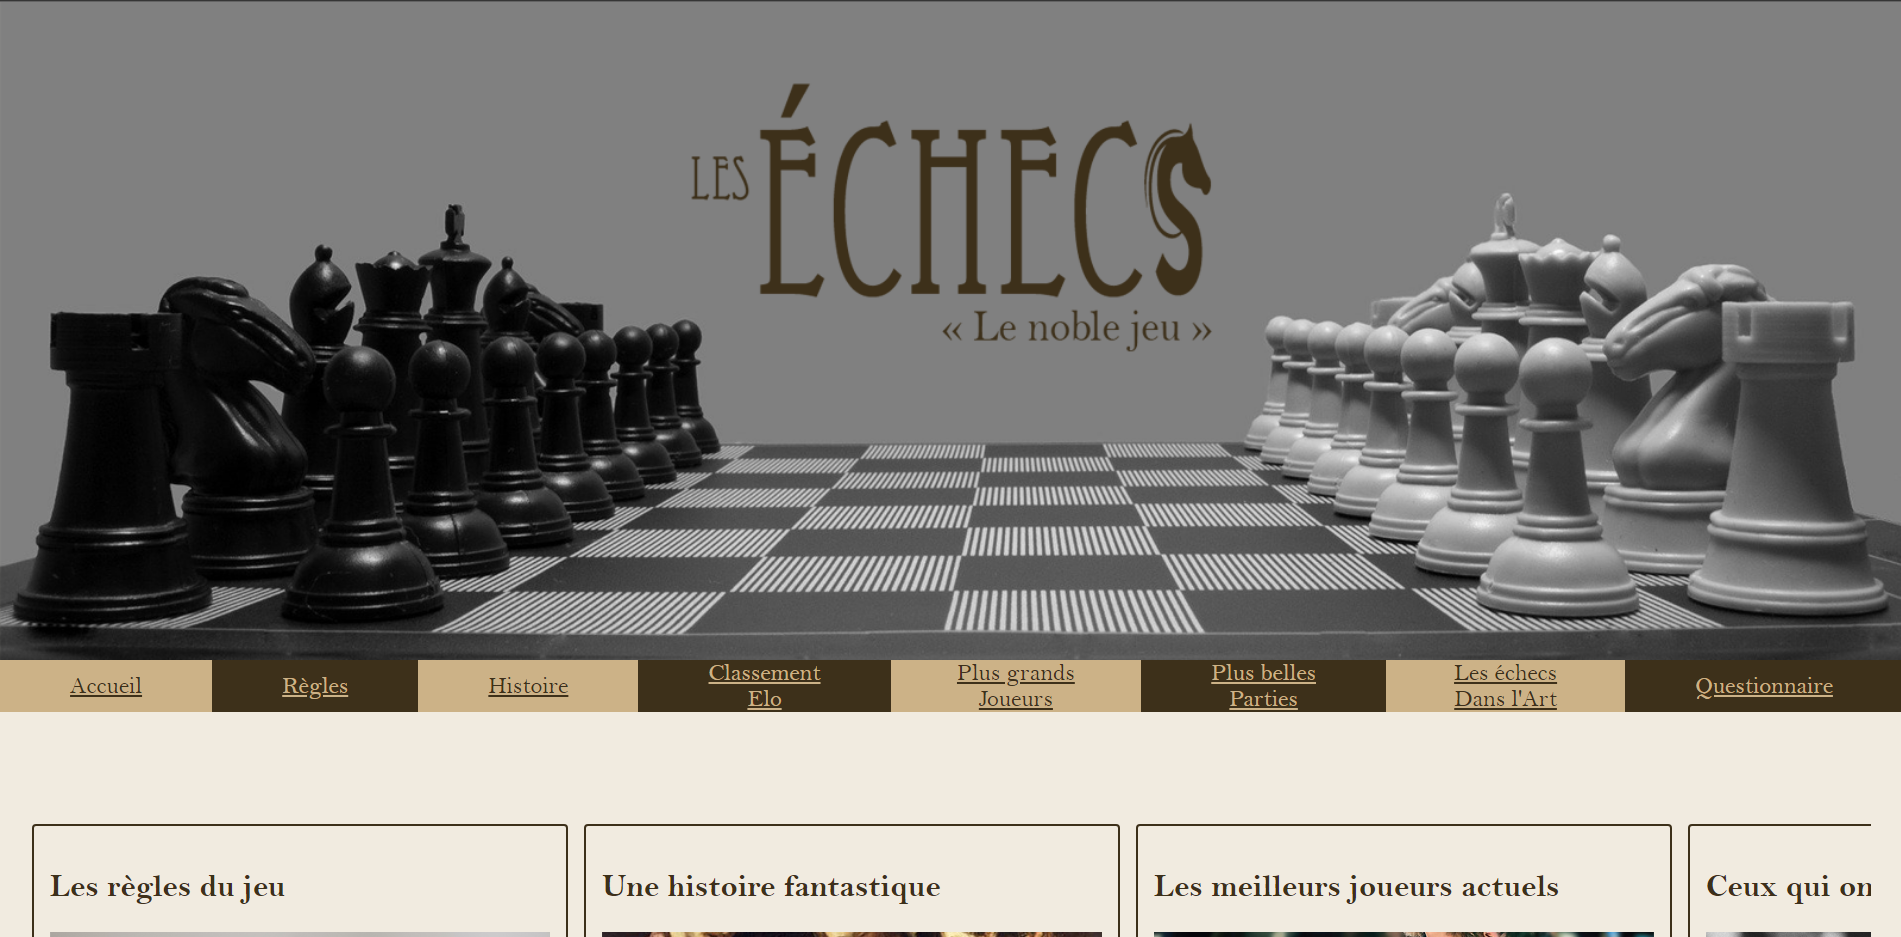 LES ÉCHECS
« Le noble jeu »
Accueil
Règles
Histoire
Classement
Elo
Plus grands
Joueurs
Plus belles
Parties
Les échecs
Dans l'Art
Questionnaire
Les règles du jeu
Une histoire fantastique
Les meilleurs joueurs actuels
Ceux qui on